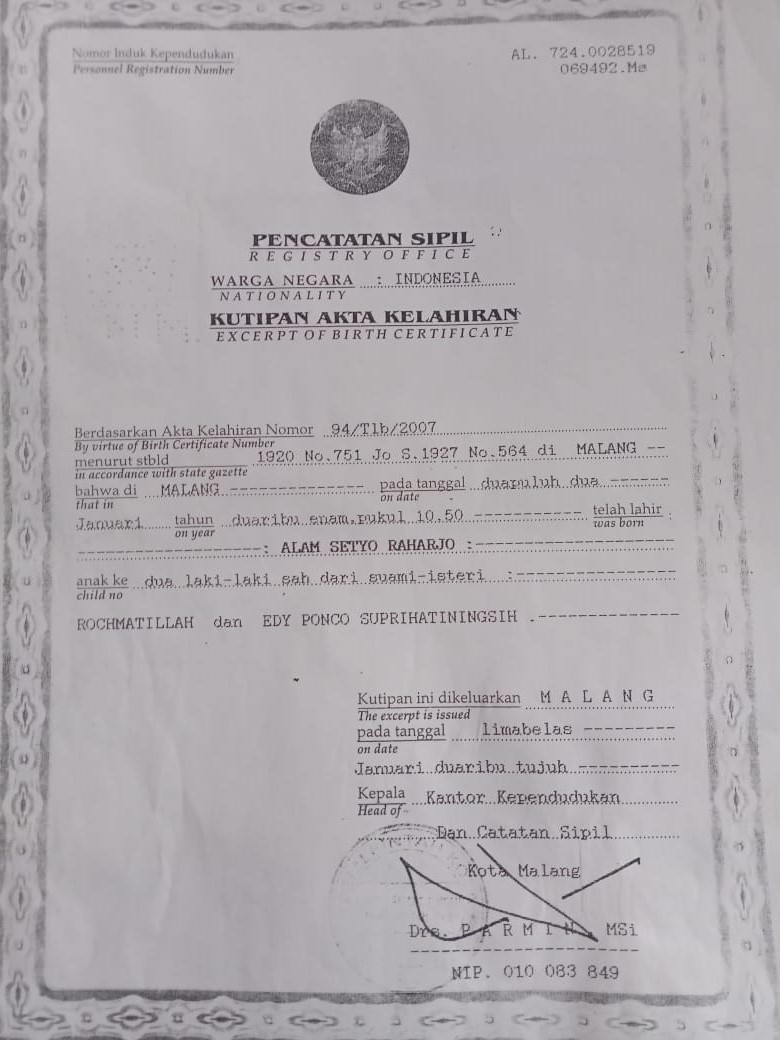 Nomor Induk Kependudukan
Personnel Registration Number
AL. 724.0028519
069492.Ma
PENCATATAN SIPIL
REGISTRY OFFICE
WARGA NEGARA : INDONESIA
NATIONALITY
KUTIPAN AKTA KELAHIRAN
EXCERPT OF BIRTH CERTIFICATE
Berdasarkan Akta Kelahiran Nomor 94/Tlb/2007
By virtue of Birth Certificate Number
menurut stbld 1920 No.751 Jo S.1927 No.564 di MALANG --
in accordance with state gazette
bahwa di MALANG -------------- pada tanggal duapuluh dua ------
that in on date
Januari tahun duaribu enam,pukul 10.50 ----------- telah lahir
on year was born
-------------------: ALAM SETYO RAHARJO :--------------------
anak ke dua laki-laki sah dari suami-isteri :----------------
child no
ROCHMATILLAH dan EDY PONCO SUPRIHATININGSIH .--------------
Kutipan ini dikeluarkan M A L A N G
The excerpt is issued
pada tanggal limabelas ---------
on date
Januari duaribu tujuh ----------
Kepala Kantor Kependudukan
Head of
Dan Catatan Sipil
Kota Malang
Drs. P A R M I N. MSi
NIP. 010 083 849